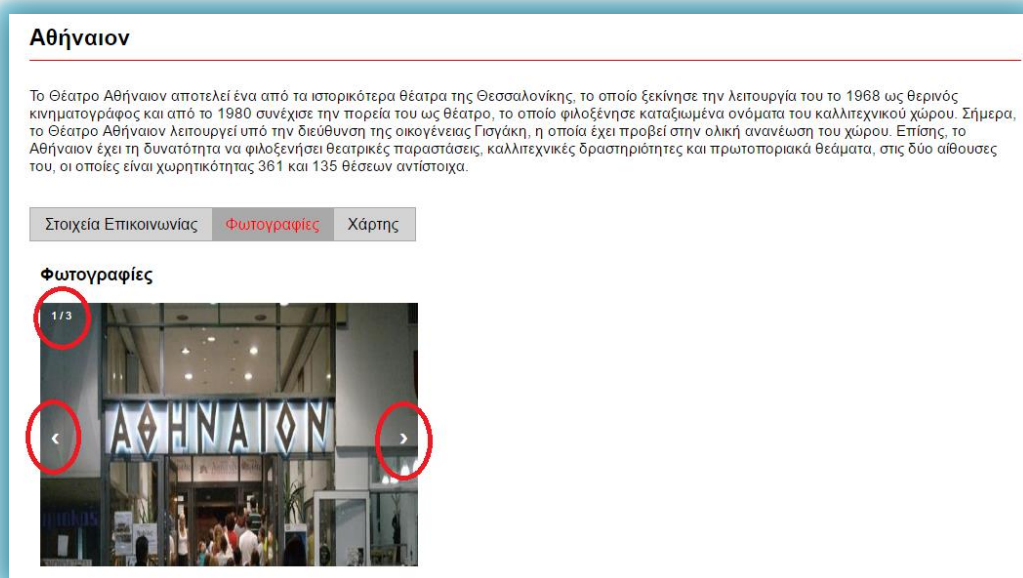 Αθήναιον
Το Θέατρο Αθήναιον αποτελεί ένα από τα ιστορικότερα θέατρα της Θεσσαλονίκης, το οποίο ξεκίνησε την λειτουργία του το 1968 ως θερινός
κινηματογράφος και από το 1980 συνέχισε την πορεία του ως θέατρο, το οποίο φιλοξένησε καταξιωμένα ονόματα του καλλιτεχνικού χώρου. Σήμερα,
το Θέατρο Αθήναιον λειτουργεί υπό την διεύθυνση της οικογένειας Γισγάκη, η οποία έχει προβεί στην ολική ανανέωση του χώρου. Επίσης, το
Αθήναιον έχει τη δυνατότητα να φιλοξενήσει θεατρικές παραστάσεις, καλλιτεχνικές δραστηριότητες και πρωτοποριακά θεάματα, στις δύο αίθουσες
του, οι οποίες είναι χωρητικότητας 361 και 135 θέσεων αντίστοιχα.
Στοιχεία Επικοινωνίας Φωτογραφίες Χάρτης
Φωτογραφίες
1 / 3
‹ ΑΘΗΝΑΙΟΝ ›